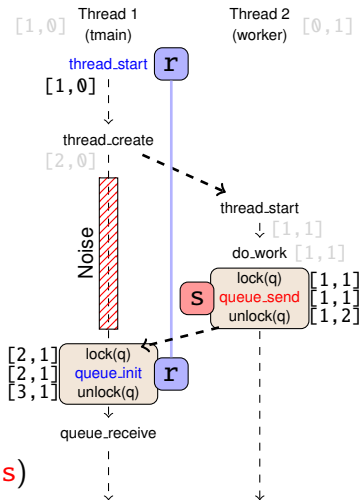 Thread 1
(tmain)
[1,0]
Thread 2
(worker)
[0,1]
thread_start
r
[1,0]
thread_create
[2,0]
Noise
thread_start
[1,1]
do_work
[1,1]
s
lock(q)
[1,1]
queue_send
[1,1]
unlock(q)
[1,2]
[2,1]
lock(q)
[2,1]
queue_init
r
[3,1]
unlock(q)
queue_receive
s)